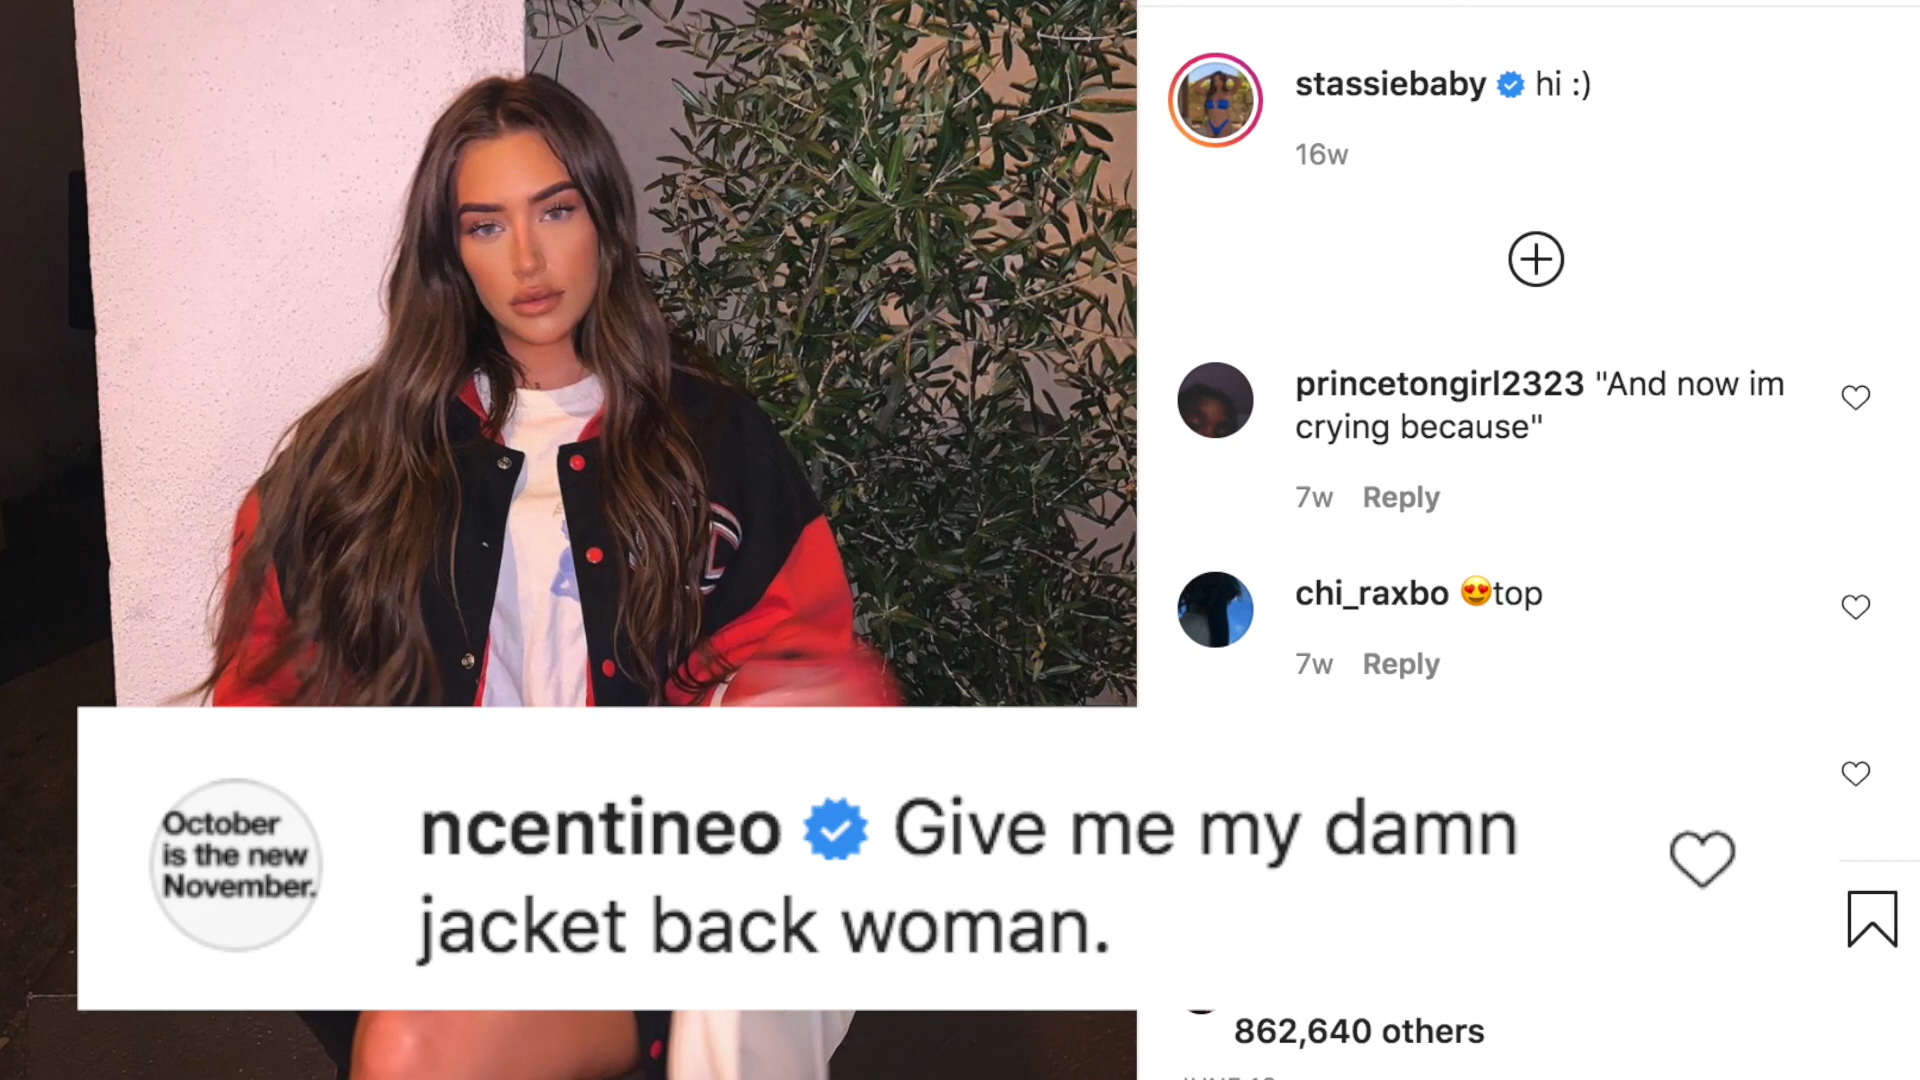 stassiebaby hi :)
16w
princetongirl2323 "And now im
crying because"
7w Reply
chi_raxbo 😍top
7w Reply
October
is the new
November.
ncentineo Give me my damn
jacket back woman.
862,640 others